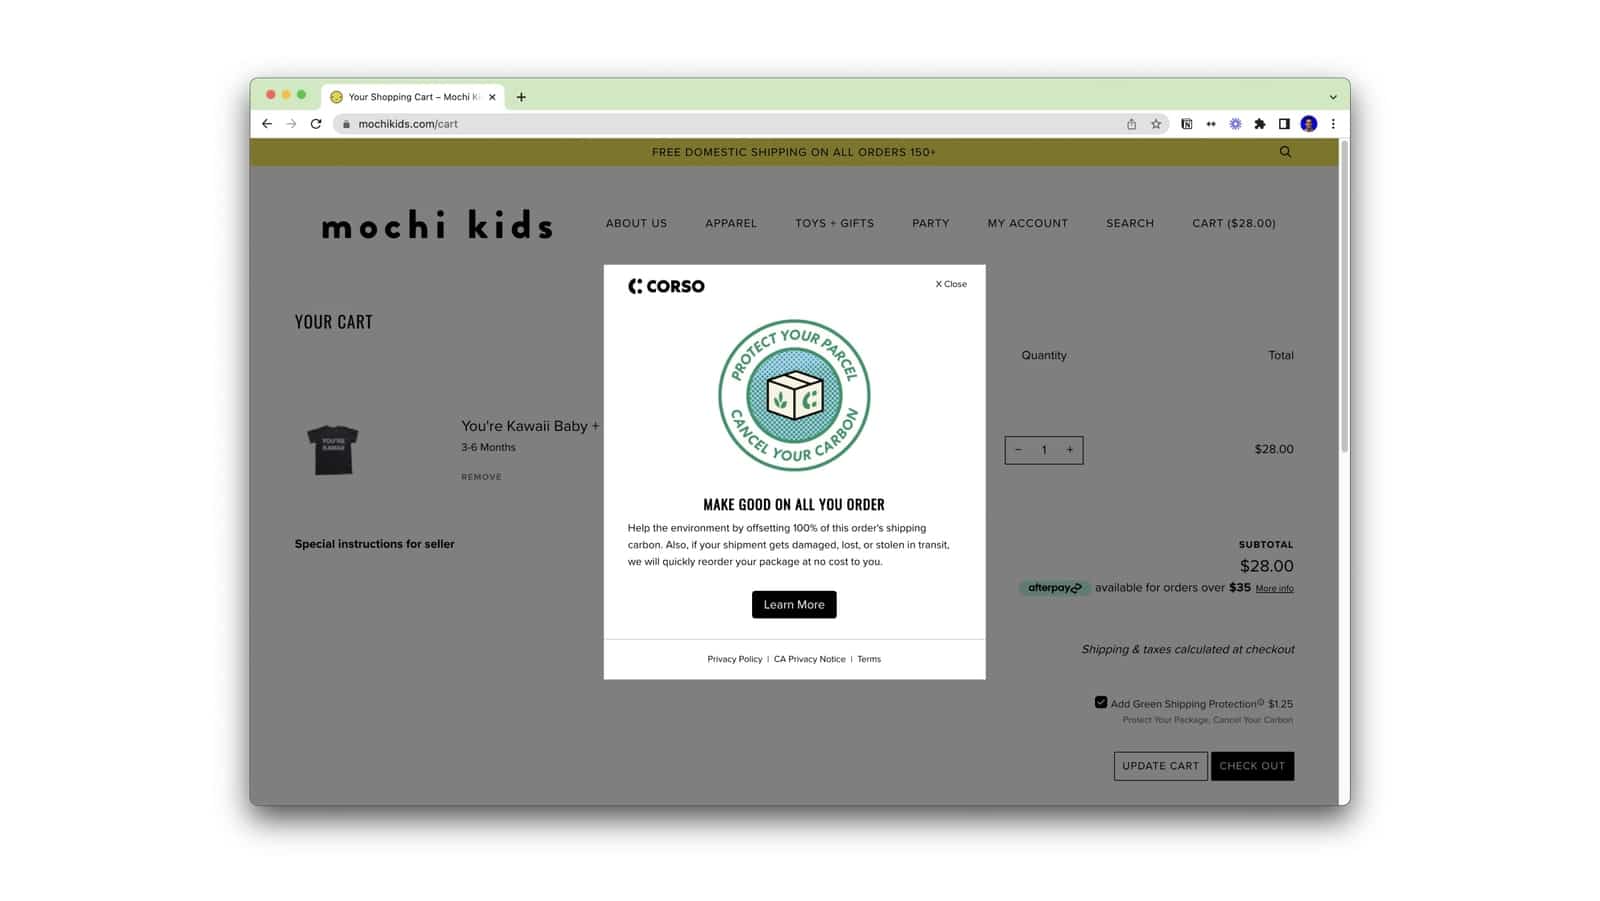 Your Shopping Cart – Mochi Ki
mochikids.com/cart
FREE DOMESTIC SHIPPING ON ALL ORDERS 150+
mochi kids
ABOUT US
APPAREL
TOYS + GIFTS
PARTY
MY ACCOUNT
SEARCH
CART ($28.00)
CORSO
X Close
YOUR CART
PROTECT YOUR PARCEL
CANCEL YOUR CARBON
Quantity
Total
YOU'RE
KAWAII
You're Kawaii Baby +
3-6 Months
REMOVE
− 1 +
$28.00
MAKE GOOD ON ALL YOU ORDER
Help the environment by offsetting 100% of this order's shipping
carbon. Also, if your shipment gets damaged, lost, or stolen in transit,
we will quickly reorder your package at no cost to you.
Learn More
Privacy Policy | CA Privacy Notice | Terms
Special instructions for seller
SUBTOTAL
$28.00
afterpay available for orders over $35 More info
Shipping & taxes calculated at checkout
Add Green Shipping Protection $1.25
Protect Your Package, Cancel Your Carbon
UPDATE CART
CHECK OUT